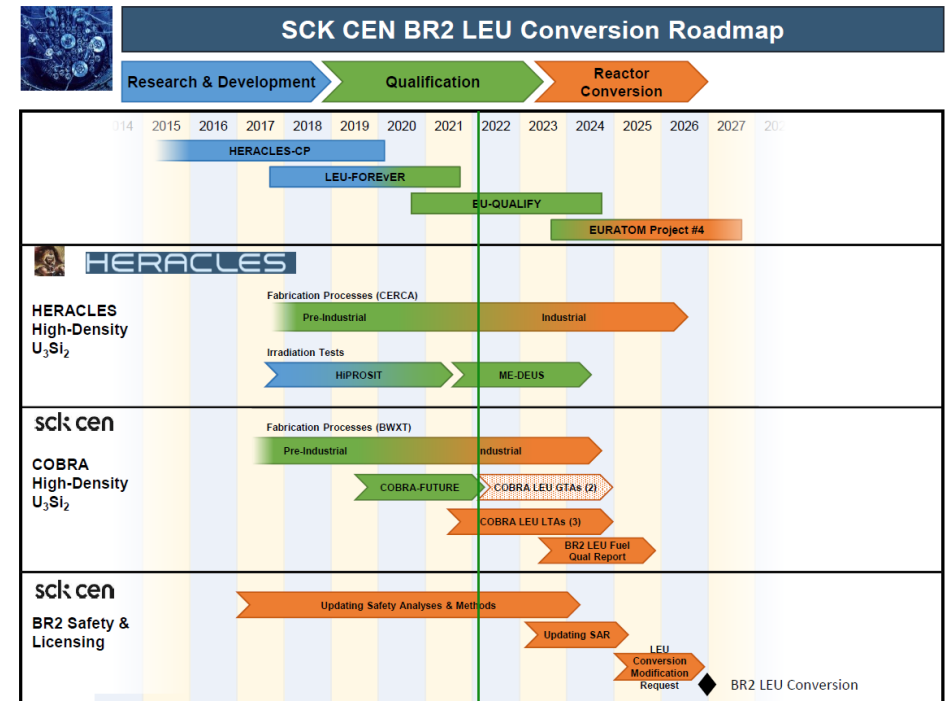 SCK CEN BR2 LEU Conversion Roadmap
Research & Development
Qualification
Reactor
Conversion
014 2015 2016 2017 2018 2019 2020 2021 2022 2023 2024 2025 2026 2027 202
HERACLES-CP
LEU-FOREvER
EU-QUALIFY
EURATOM Project #4
HERACLES
HERACLES
High-Density
U₃Si₂
Fabrication Processes (CERCA)
Pre-Industrial
Industrial
Irradiation Tests
HiPROSIT
ME-DEUS
sck cen
COBRA
High-Density
U₃Si₂
Fabrication Processes (BWXT)
Pre-Industrial
Industrial
COBRA-FUTURE
COBRA LEU GTAs (2)
COBRA LEU LTAs (3)
BR2 LEU Fuel
Qual Report
sck cen
BR2 Safety &
Licensing
Updating Safety Analyses & Methods
Updating SAR
LEU
Conversion
Modification
Request
BR2 LEU Conversion